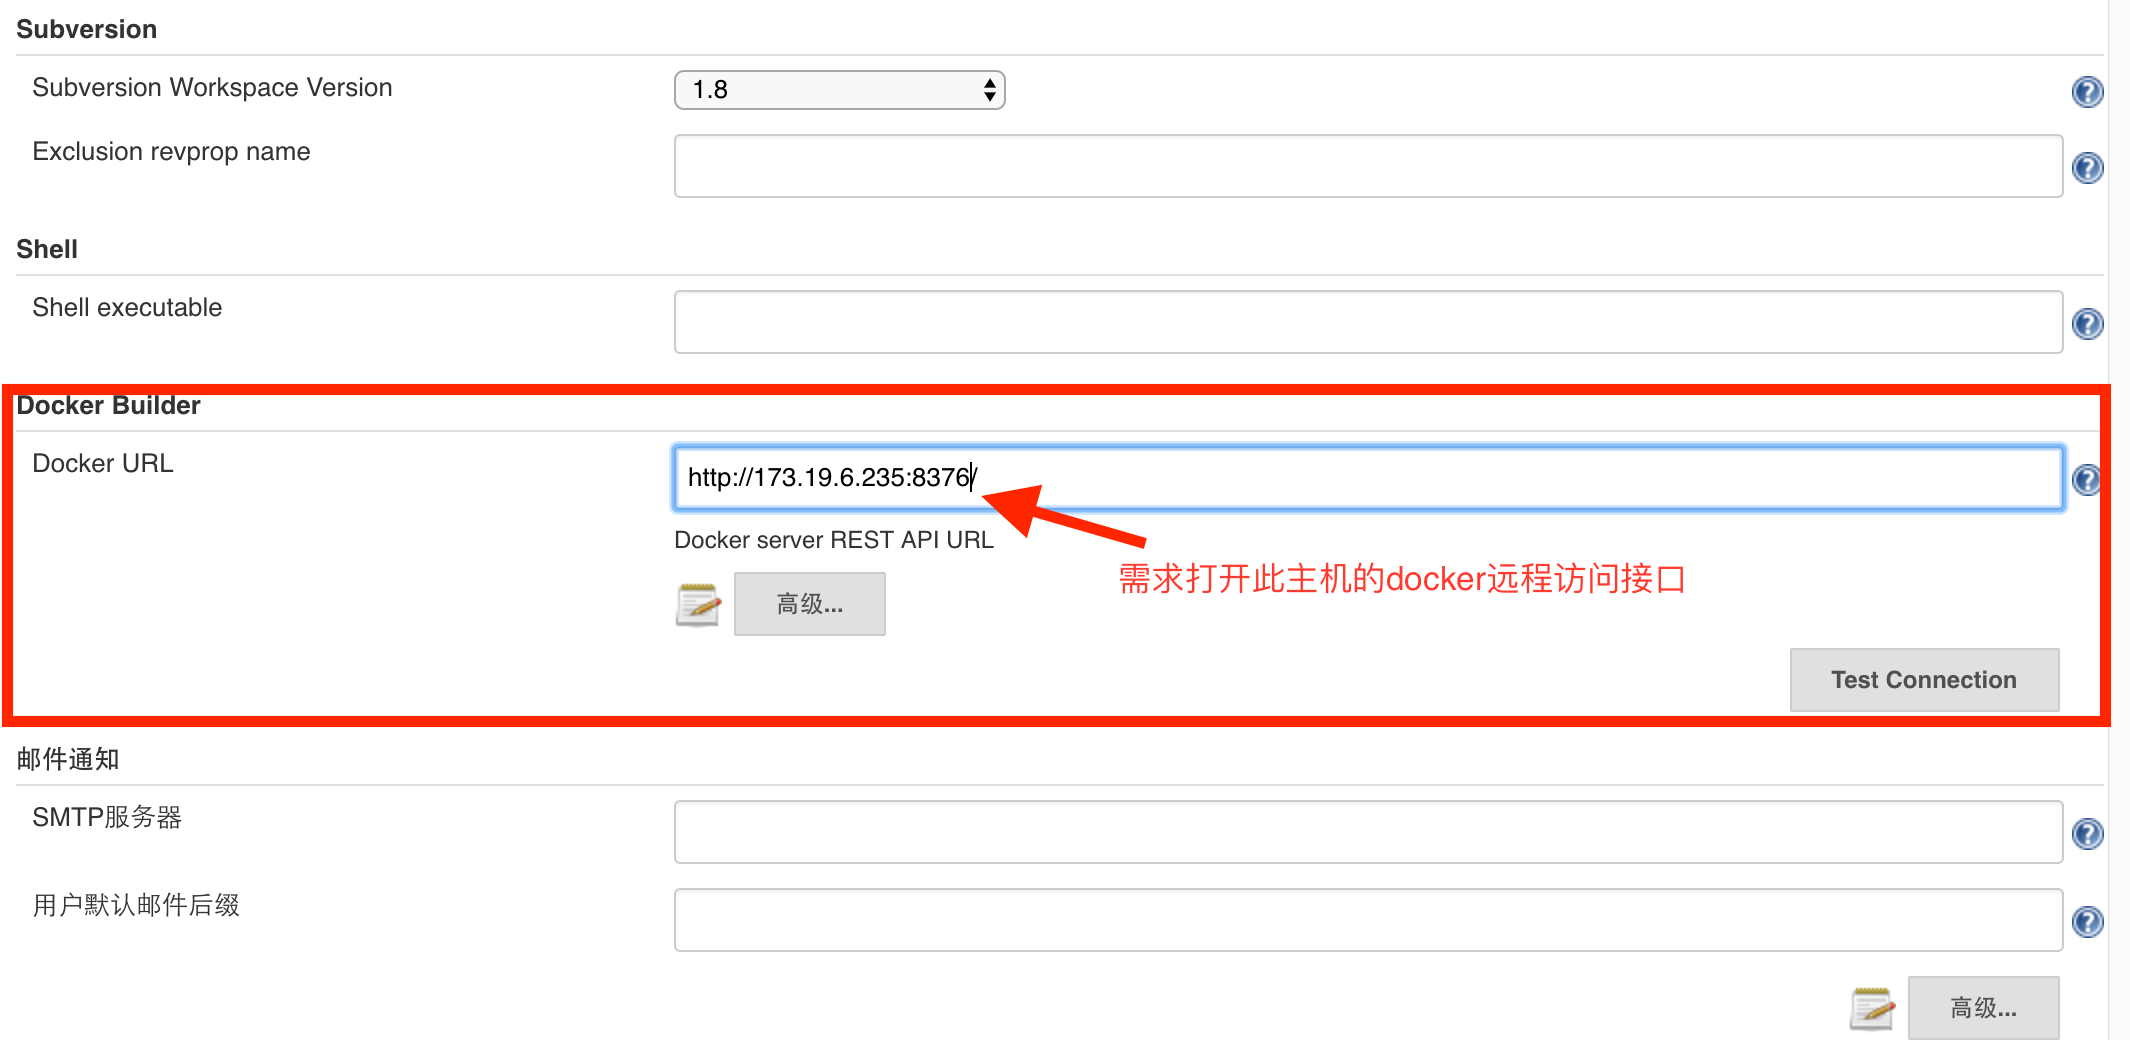 Subversion
Subversion Workspace Version
1.8
Exclusion revprop name
Shell
Shell executable
Docker Builder
Docker URL
http://173.19.6.235:8376/
Docker server REST API URL
需求打开此主机的docker远程访问接口
高级...
Test Connection
邮件通知
SMTP服务器
用户默认邮件后缀
高级...